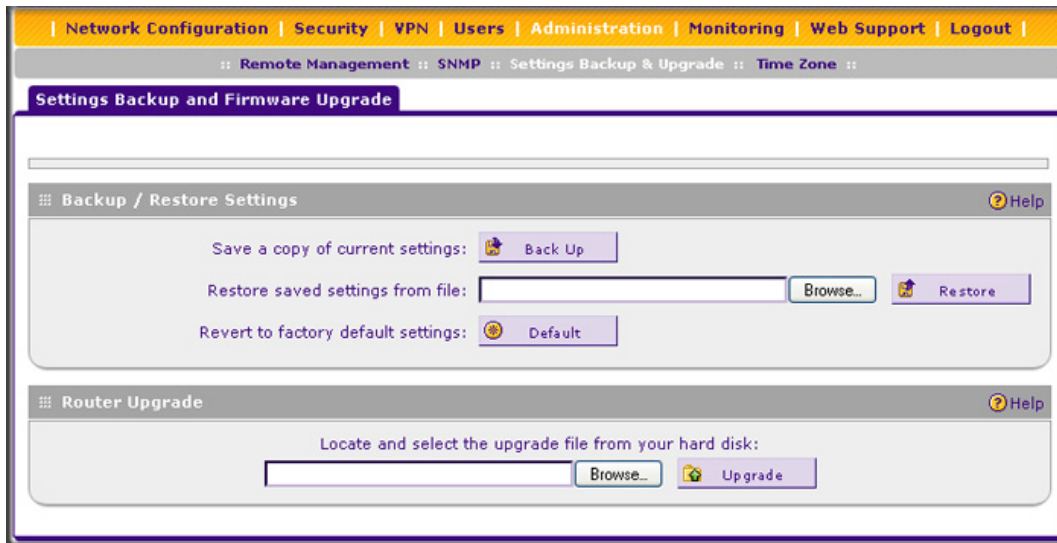 | Network Configuration | Security | VPN | Users | Administration | Monitoring | Web Support | Logout |
:: Remote Management :: SNMP :: Settings Backup & Upgrade :: Time Zone ::
Settings Backup and Firmware Upgrade
Backup / Restore Settings ? Help
Save a copy of current settings: Back Up
Restore saved settings from file: Browse... Restore
Revert to factory default settings: Default
Router Upgrade ? Help
Locate and select the upgrade file from your hard disk:
Browse... Upgrade